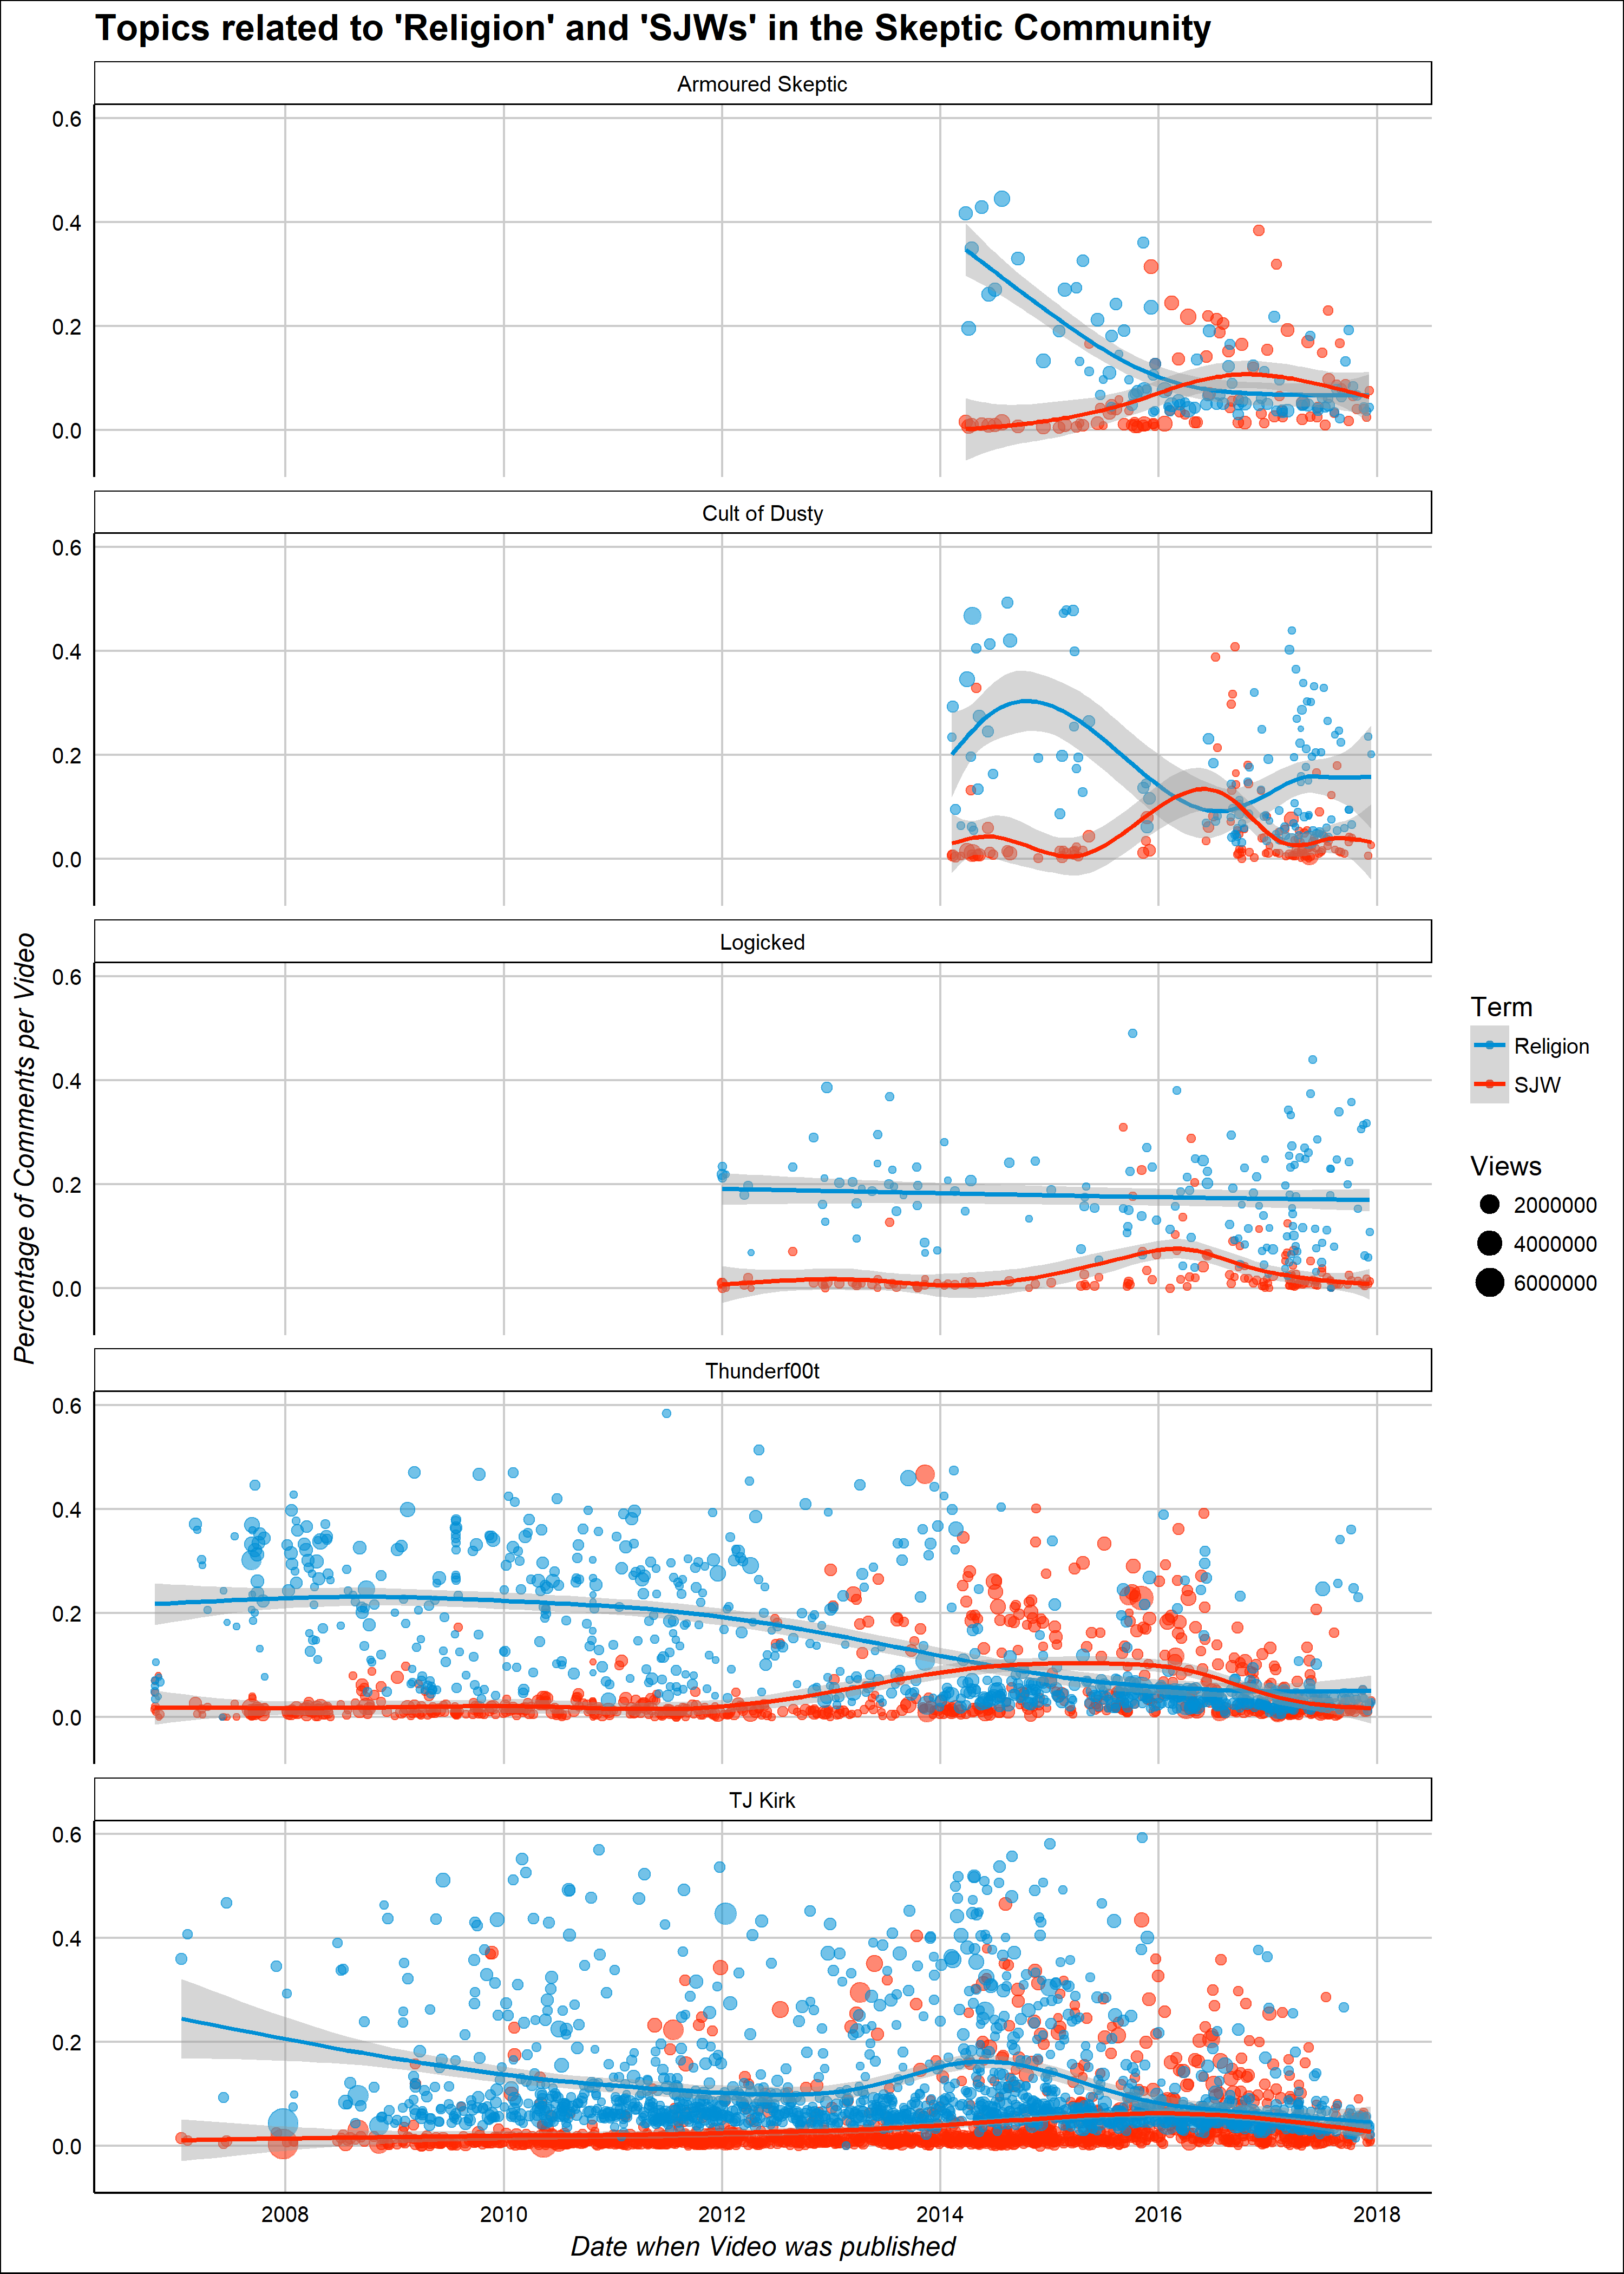 Topics related to 'Religion' and 'SJWs' in the Skeptic Community
Armoured Skeptic
0.6
0.4
0.2
0.0
Cult of Dusty
0.6
0.4
0.2
0.0
Logicked
0.6
0.4
0.2
0.0
Thunderf00t
0.6
0.4
0.2
0.0
TJ Kirk
0.6
0.4
0.2
0.0
2008 2010 2012 2014 2016 2018
Date when Video was published
Percentage of Comments per Video
Term
Religion
SJW
Views
2000000
4000000
6000000